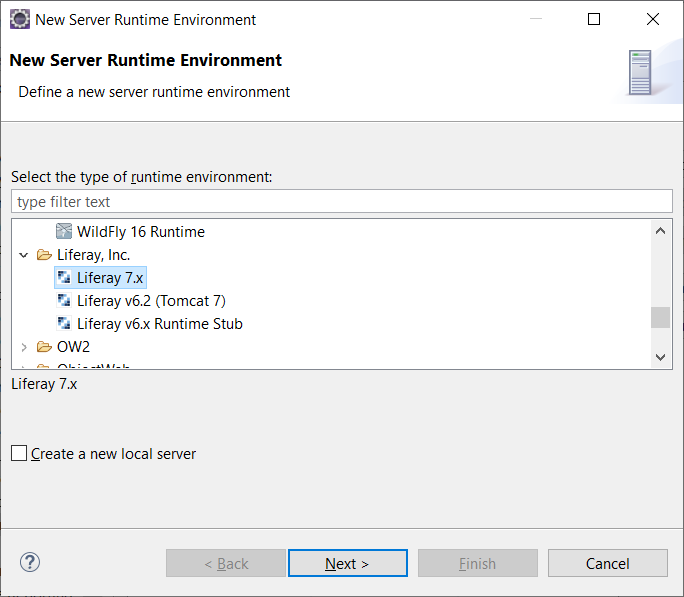 New Server Runtime Environment
New Server Runtime Environment
Define a new server runtime environment
Select the type of runtime environment:
type filter text
WildFly 16 Runtime
Liferay, Inc.
Liferay 7.x
Liferay v6.2 (Tomcat 7)
Liferay v6.x Runtime Stub
OW2
ObjectWeb
Liferay 7.x
Create a new local server
? < Back Next > Finish Cancel